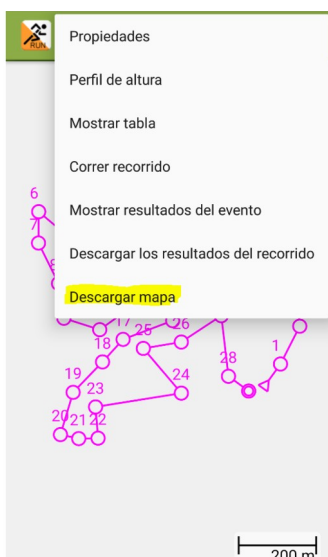 RUN
Propiedades
Perfil de altura
Mostrar tabla
Correr recorrido
6
Mostrar resultados del evento
7
Descargar los resultados del recorrido
Descargar mapa
17
26
25
18
1
28
19
24
23
20
21
22
200 m